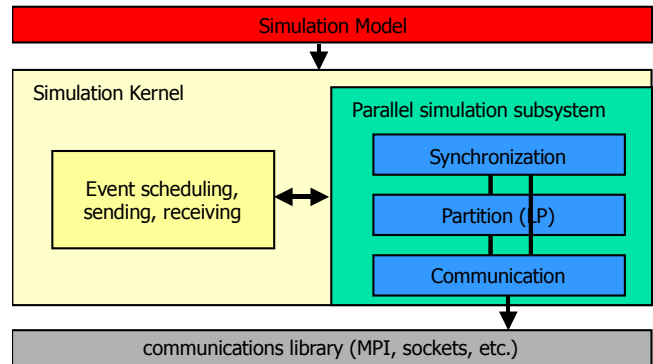 Simulation Model
Simulation Kernel
Parallel simulation subsystem
Event scheduling,
sending, receiving
Synchronization
Partition (LP)
Communication
communications library (MPI, sockets, etc.)